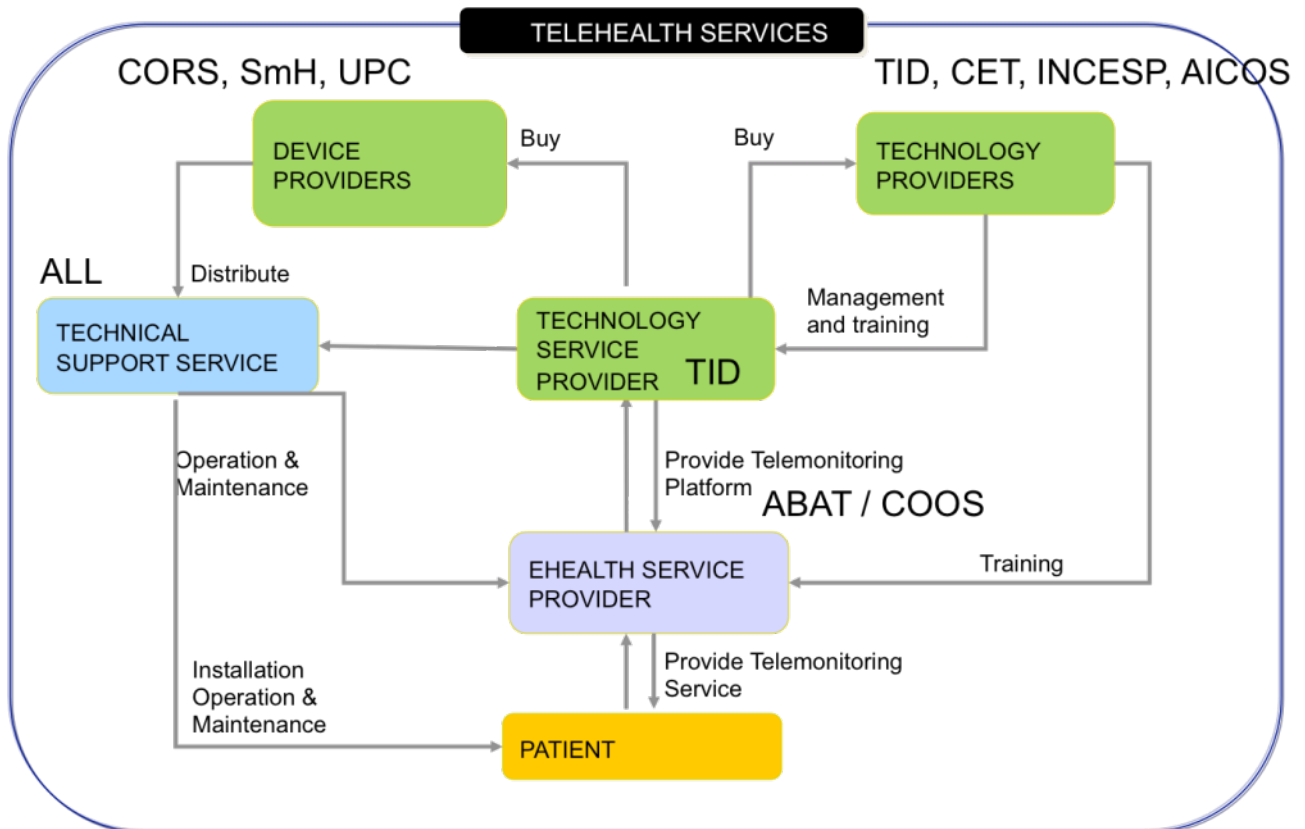 TELEHEALTH SERVICES
CORS, SmH, UPC
TID, CET, INCESP, AICOS
DEVICE
PROVIDERS
Buy
Buy
TECHNOLOGY
PROVIDERS
ALL
Distribute
TECHNICAL
SUPPORT SERVICE
TECHNOLOGY
SERVICE
PROVIDER
TID
Management
and training
Operation &
Maintenance
Provide Telemonitoring
Platform
ABAT / COOS
EHEALTH SERVICE
PROVIDER
Training
Installation
Operation &
Maintenance
Provide Telemonitoring
Service
PATIENT